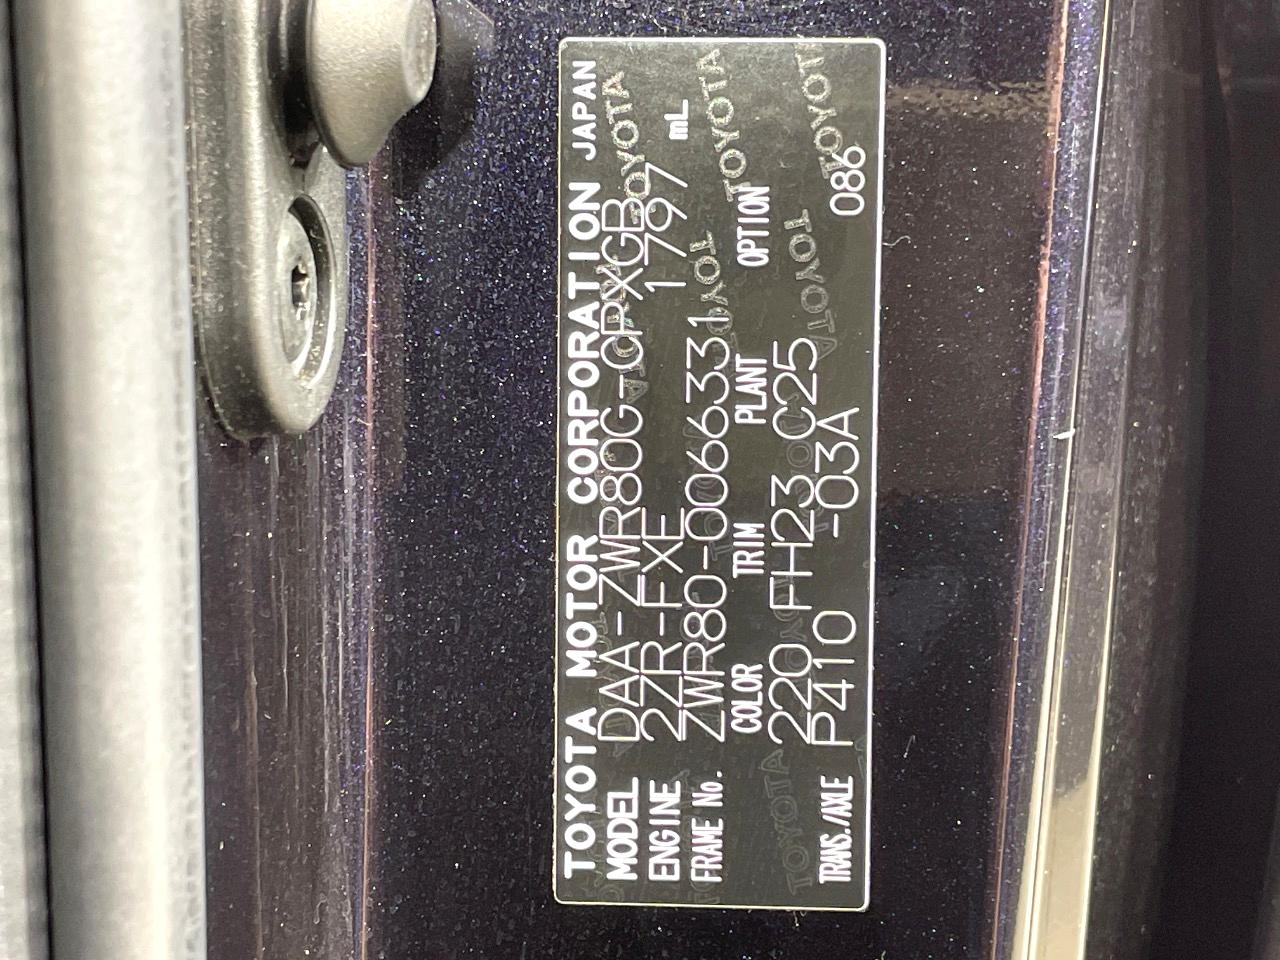 TOYOTA MOTOR CORPORATION JAPAN
MODEL DAA-ZWR80G-CPXGB
ENGINE 2ZR-FXE 1797 mL
FRAME No. ZWR80-0066331
COLOR TRIM PLANT OPTION
220 FH23 C25
TRANS./AXLE P410 -03A 086